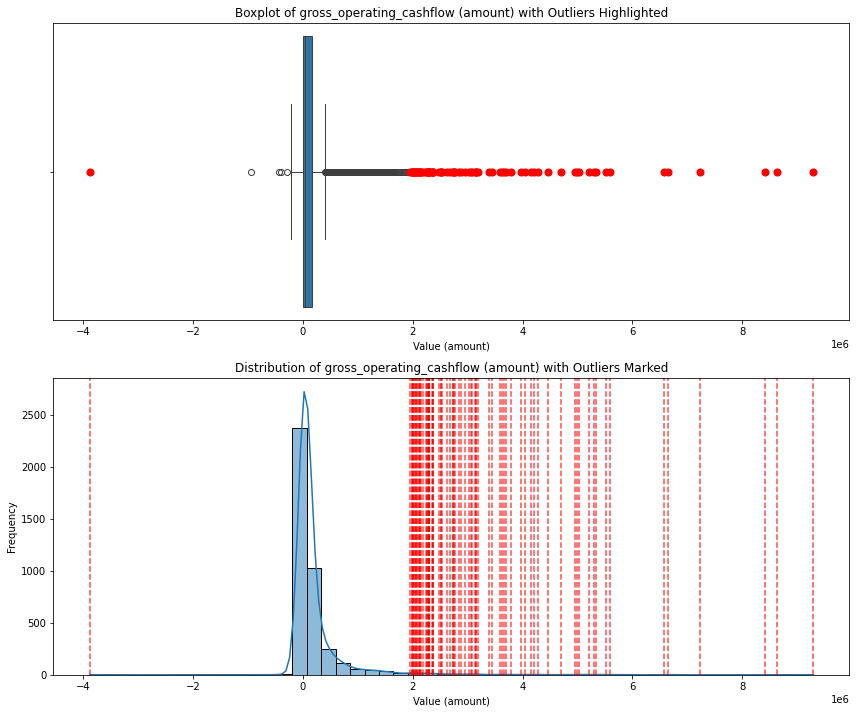 Boxplot of gross_operating_cashflow (amount) with Outliers Highlighted
−4 −2 0 2 4 6 8
Value (amount) 1e6
Distribution of gross_operating_cashflow (amount) with Outliers Marked
2500
2000
1500
1000
500
0
Frequency
−4 −2 0 2 4 6 8
Value (amount) 1e6